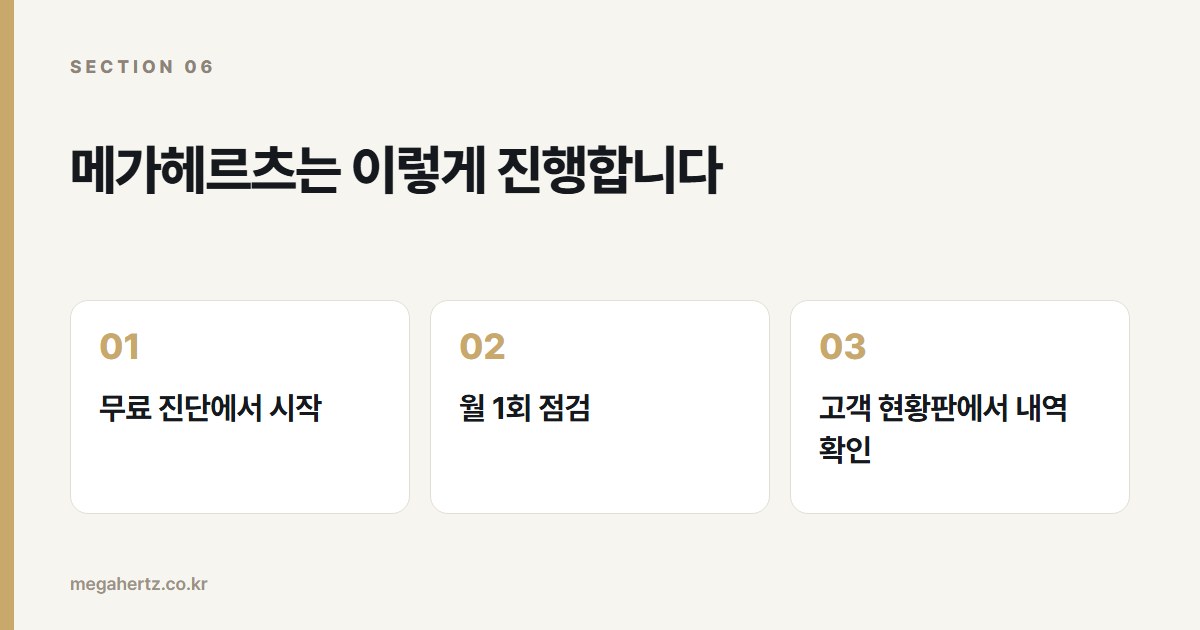 SECTION 06
메가헤르츠는 이렇게 진행합니다
01
무료 진단에서 시작
02
월 1회 점검
03
고객 현황판에서 내역
확인
megahertz.co.kr